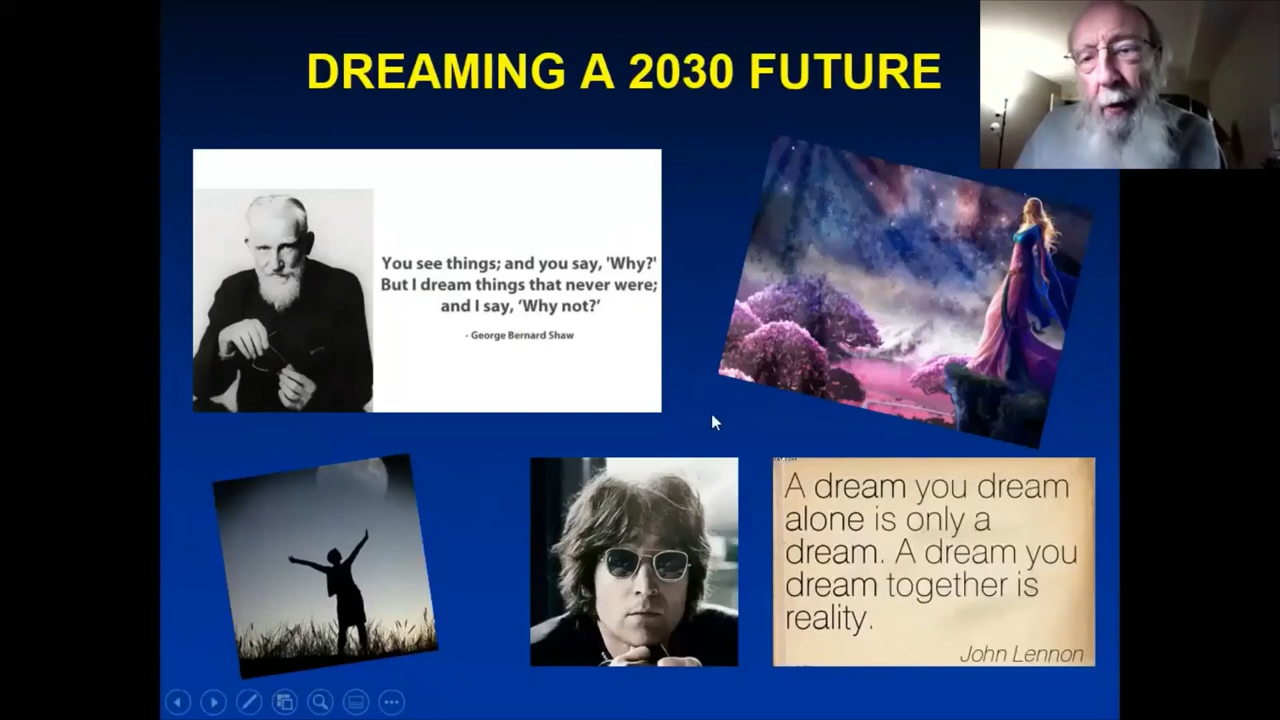 DREAMING A 2030 FUTURE
You see things; and you say, 'Why?'
But I dream things that never were;
and I say, ‘Why not?’
- George Bernard Shaw
A dream you dream
alone is only a
dream. A dream you
dream together is
reality.
John Lennon